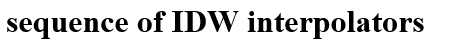 sequence of IDW interpolators